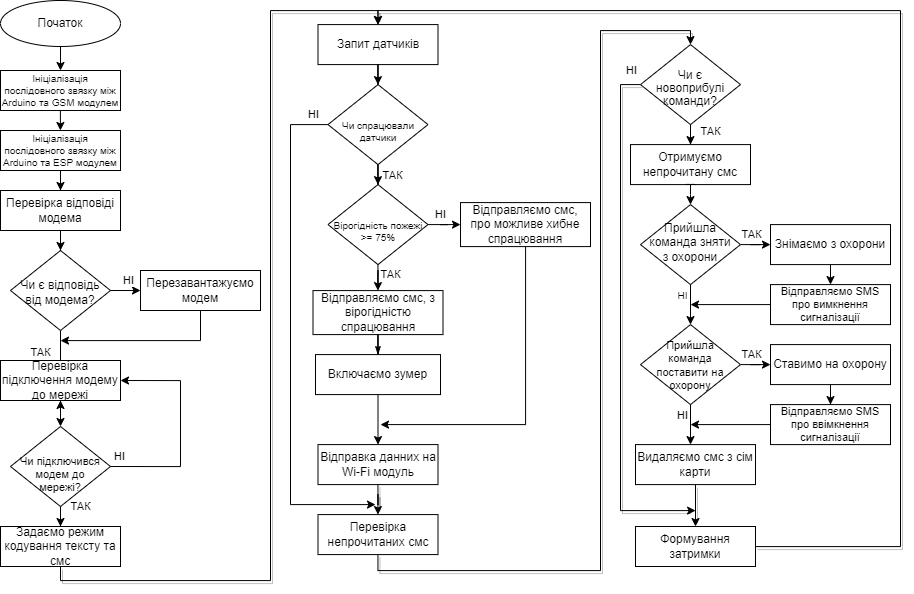 Початок
Ініціалізація
послідовного звязку між
Arduino та GSM модулем
Ініціалізація
послідовного звязку між
Arduino та ESP модулем
Перевірка відповіді
модема
Чи є відповідь
від модема?
НІ
Перезавантажуємо
модем
ТАК
Перевірка
підключення модему
до мережі
Чи підключився
модем до
мережі?
НІ
ТАК
Задаємо режим
кодування тексту та
смс
Запит датчиків
Чи спрацювали
датчики
НІ
ТАК
Вірогідність пожежі
>= 75%
НІ
Відправляємо смс,
про можливе хибне
спрацювання
ТАК
Відправляємо смс, з
вірогідністю
спрацювання
Включаємо зумер
Відправка данних на
Wi-Fi модуль
Перевірка
непрочитаних смс
НІ
Чи є
новоприбулі
команди?
ТАК
Отримуємо
непрочитану смс
Прийшла
команда зняти
з охорони
ТАК
Знімаємо з охорони
Відправляємо SMS
про вимкнення
сигналізації
НІ
Прийшла
команда
поставити на
охорону
ТАК
Ставимо на охорону
Відправляємо SMS
про ввімкнення
сигналізації
НІ
Видаляємо смс з сім
карти
Формування
затримки